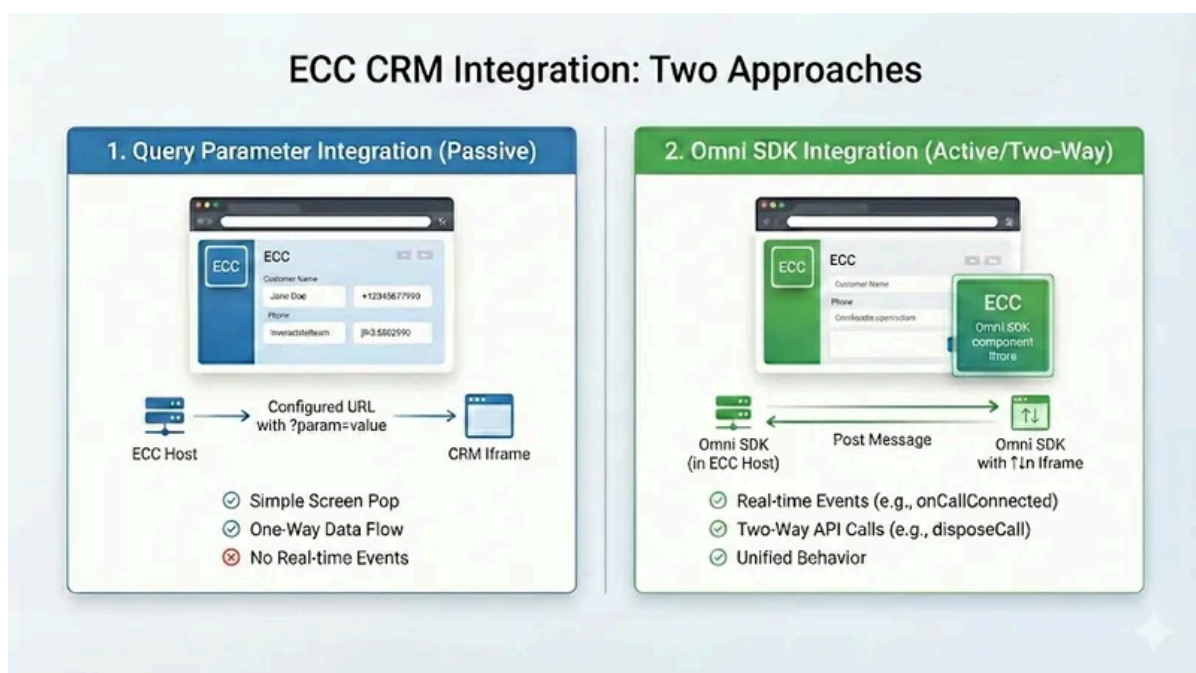 ECC CRM Integration: Two Approaches
1. Query Parameter Integration (Passive)
ECC
ECC
Customer Name
Jane Doe
+12345677990
Phone
Configured URL
with ?param=value
ECC Host
CRM Iframe
Simple Screen Pop
One-Way Data Flow
No Real-time Events
2. Omni SDK Integration (Active/Two-Way)
ECC
ECC
Customer Name
Phone
ECC
Omni SDK
component
Post Message
Omni SDK
(in ECC Host)
Omni SDK
with ↑↓n Iframe
Real-time Events (e.g., onCallConnected)
Two-Way API Calls (e.g., disposeCall)
Unified Behavior